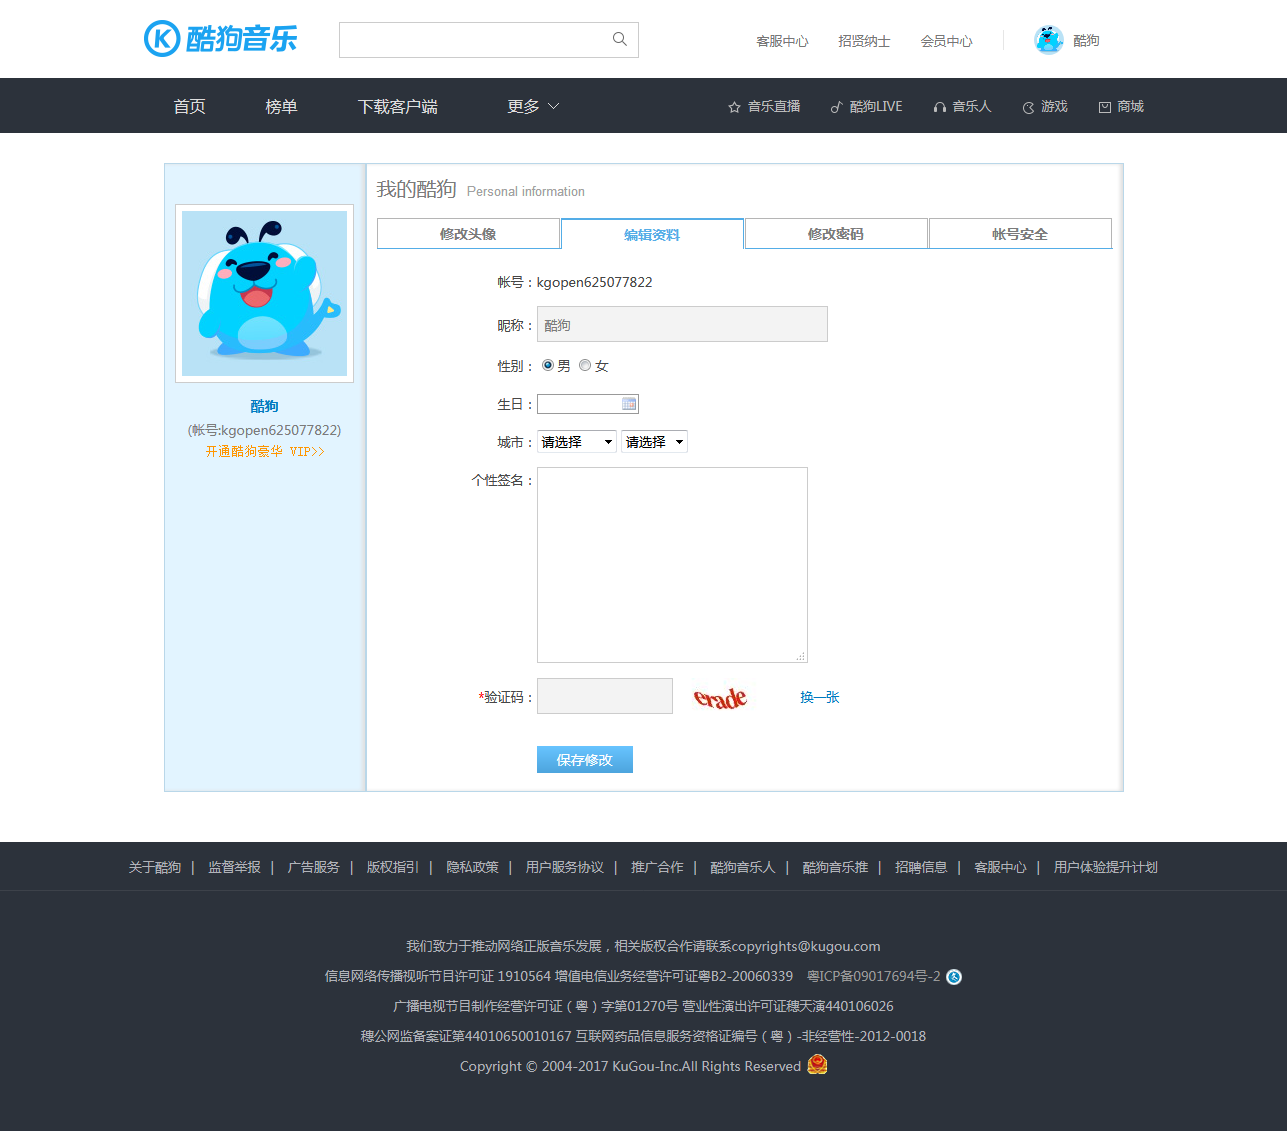 酷狗音乐
客服中心 招贤纳士 会员中心 酷狗
首页 榜单 下载客户端 更多 音乐直播 酷狗LIVE 音乐人 游戏 商城
我的酷狗 Personal information
修改头像 编辑资料 修改密码 帐号安全
酷狗
(帐号:kgopen625077822)
开通酷狗豪华 VIP>>
帐号：kgopen625077822
昵称：酷狗
性别：男 女
生日：
城市：请选择 请选择
个性签名：
*验证码： erade 换一张
保存修改
关于酷狗 | 监督举报 | 广告服务 | 版权指引 | 隐私政策 | 用户服务协议 | 推广合作 | 酷狗音乐人 | 酷狗音乐推 | 招聘信息 | 客服中心 | 用户体验提升计划
我们致力于推动网络正版音乐发展，相关版权合作请联系copyrights@kugou.com
信息网络传播视听节目许可证 1910564 增值电信业务经营许可证粤B2-20060339 粤ICP备09017694号-2
广播电视节目制作经营许可证（粤）字第01270号 营业性演出许可证穗天演440106026
穗公网监备案证第44010650010167 互联网药品信息服务资格证编号（粤）-非经营性-2012-0018
Copyright © 2004-2017 KuGou-Inc.All Rights Reserved